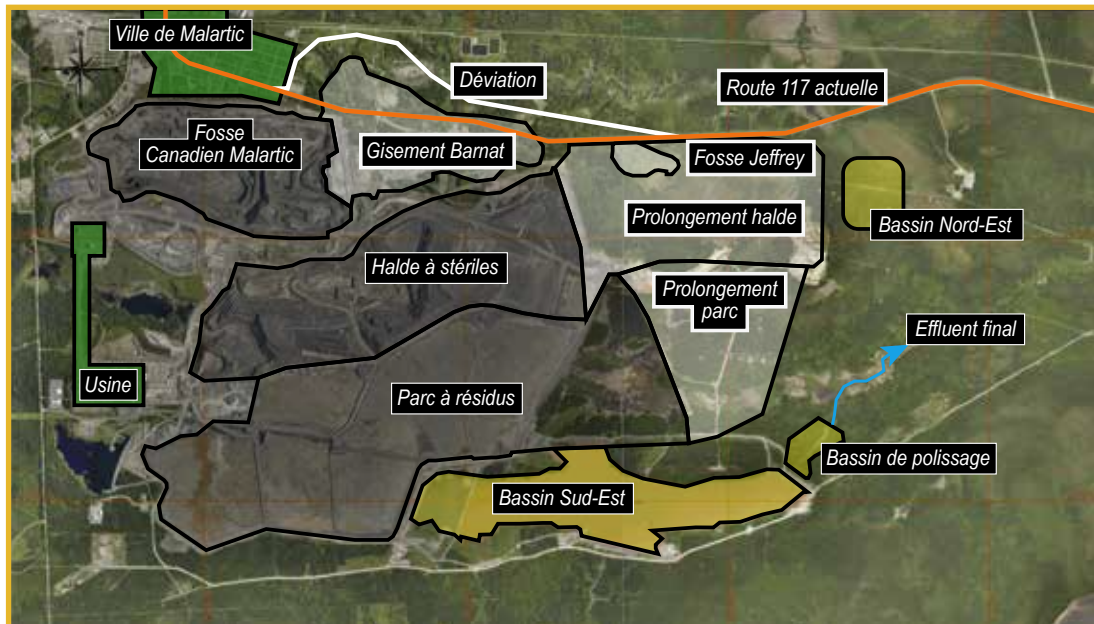 Ville de Malartic
Déviation
Route 117 actuelle
Fosse
Canadien Malartic
Gisement Barnat
Fosse Jeffrey
Prolongement halde
Bassin Nord-Est
Halde à stériles
Prolongement
parc
Effluent final
Usine
Parc à résidus
Bassin de polissage
Bassin Sud-Est